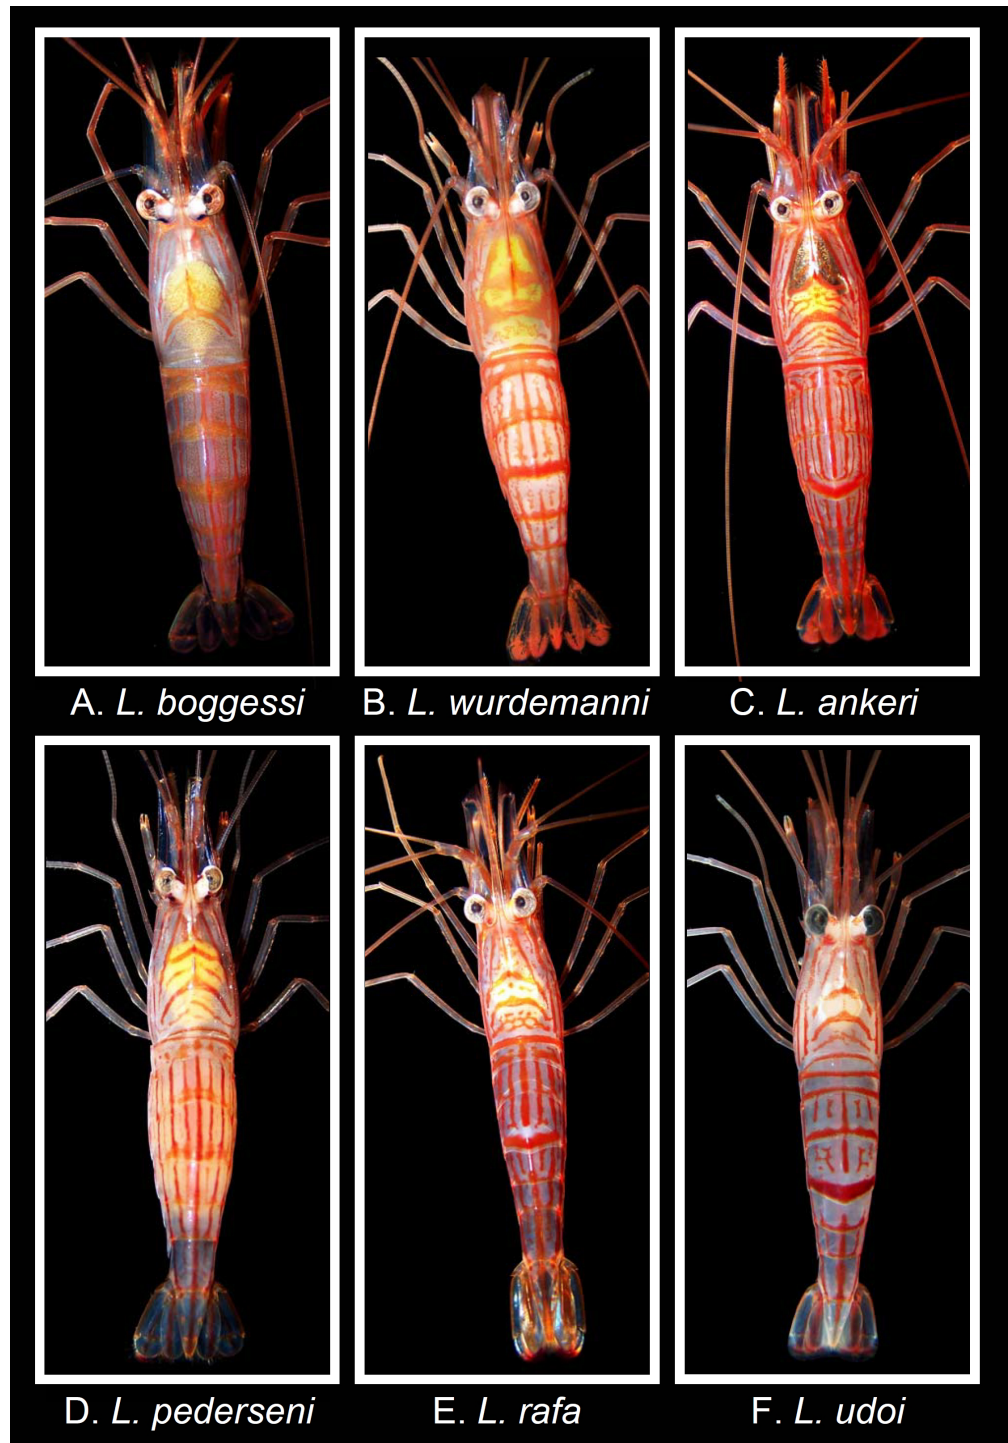 A. L. boggessi
B. L. wurdemanni
C. L. ankeri
D. L. pederseni
E. L. rafa
F. L. udoi